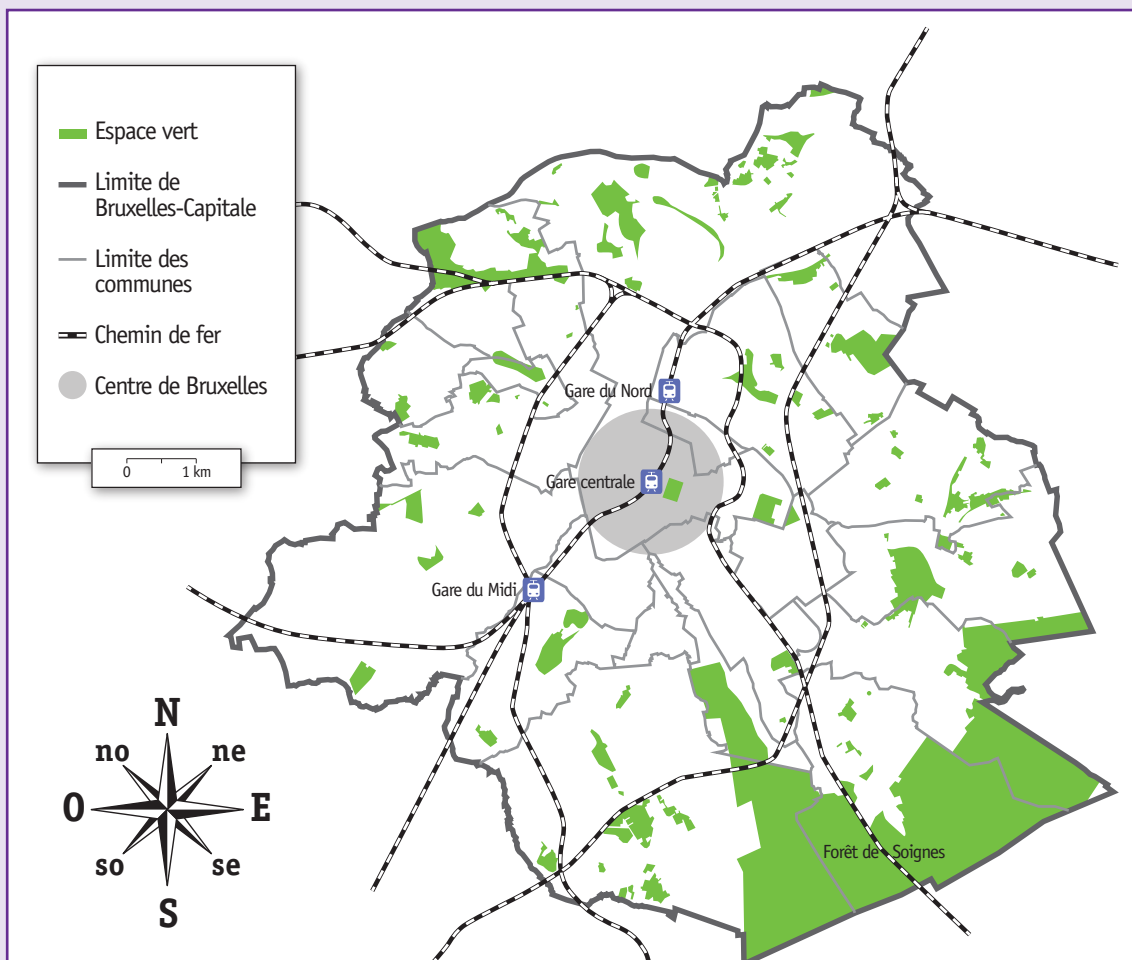 Espace vert
Limite de
Bruxelles-Capitale
Limite des
communes
Chemin de fer
Centre de Bruxelles
0 1 km
Gare du Nord
Gare centrale
Gare du Midi
Forêt de Soignes
N
no ne
O E
so se
S